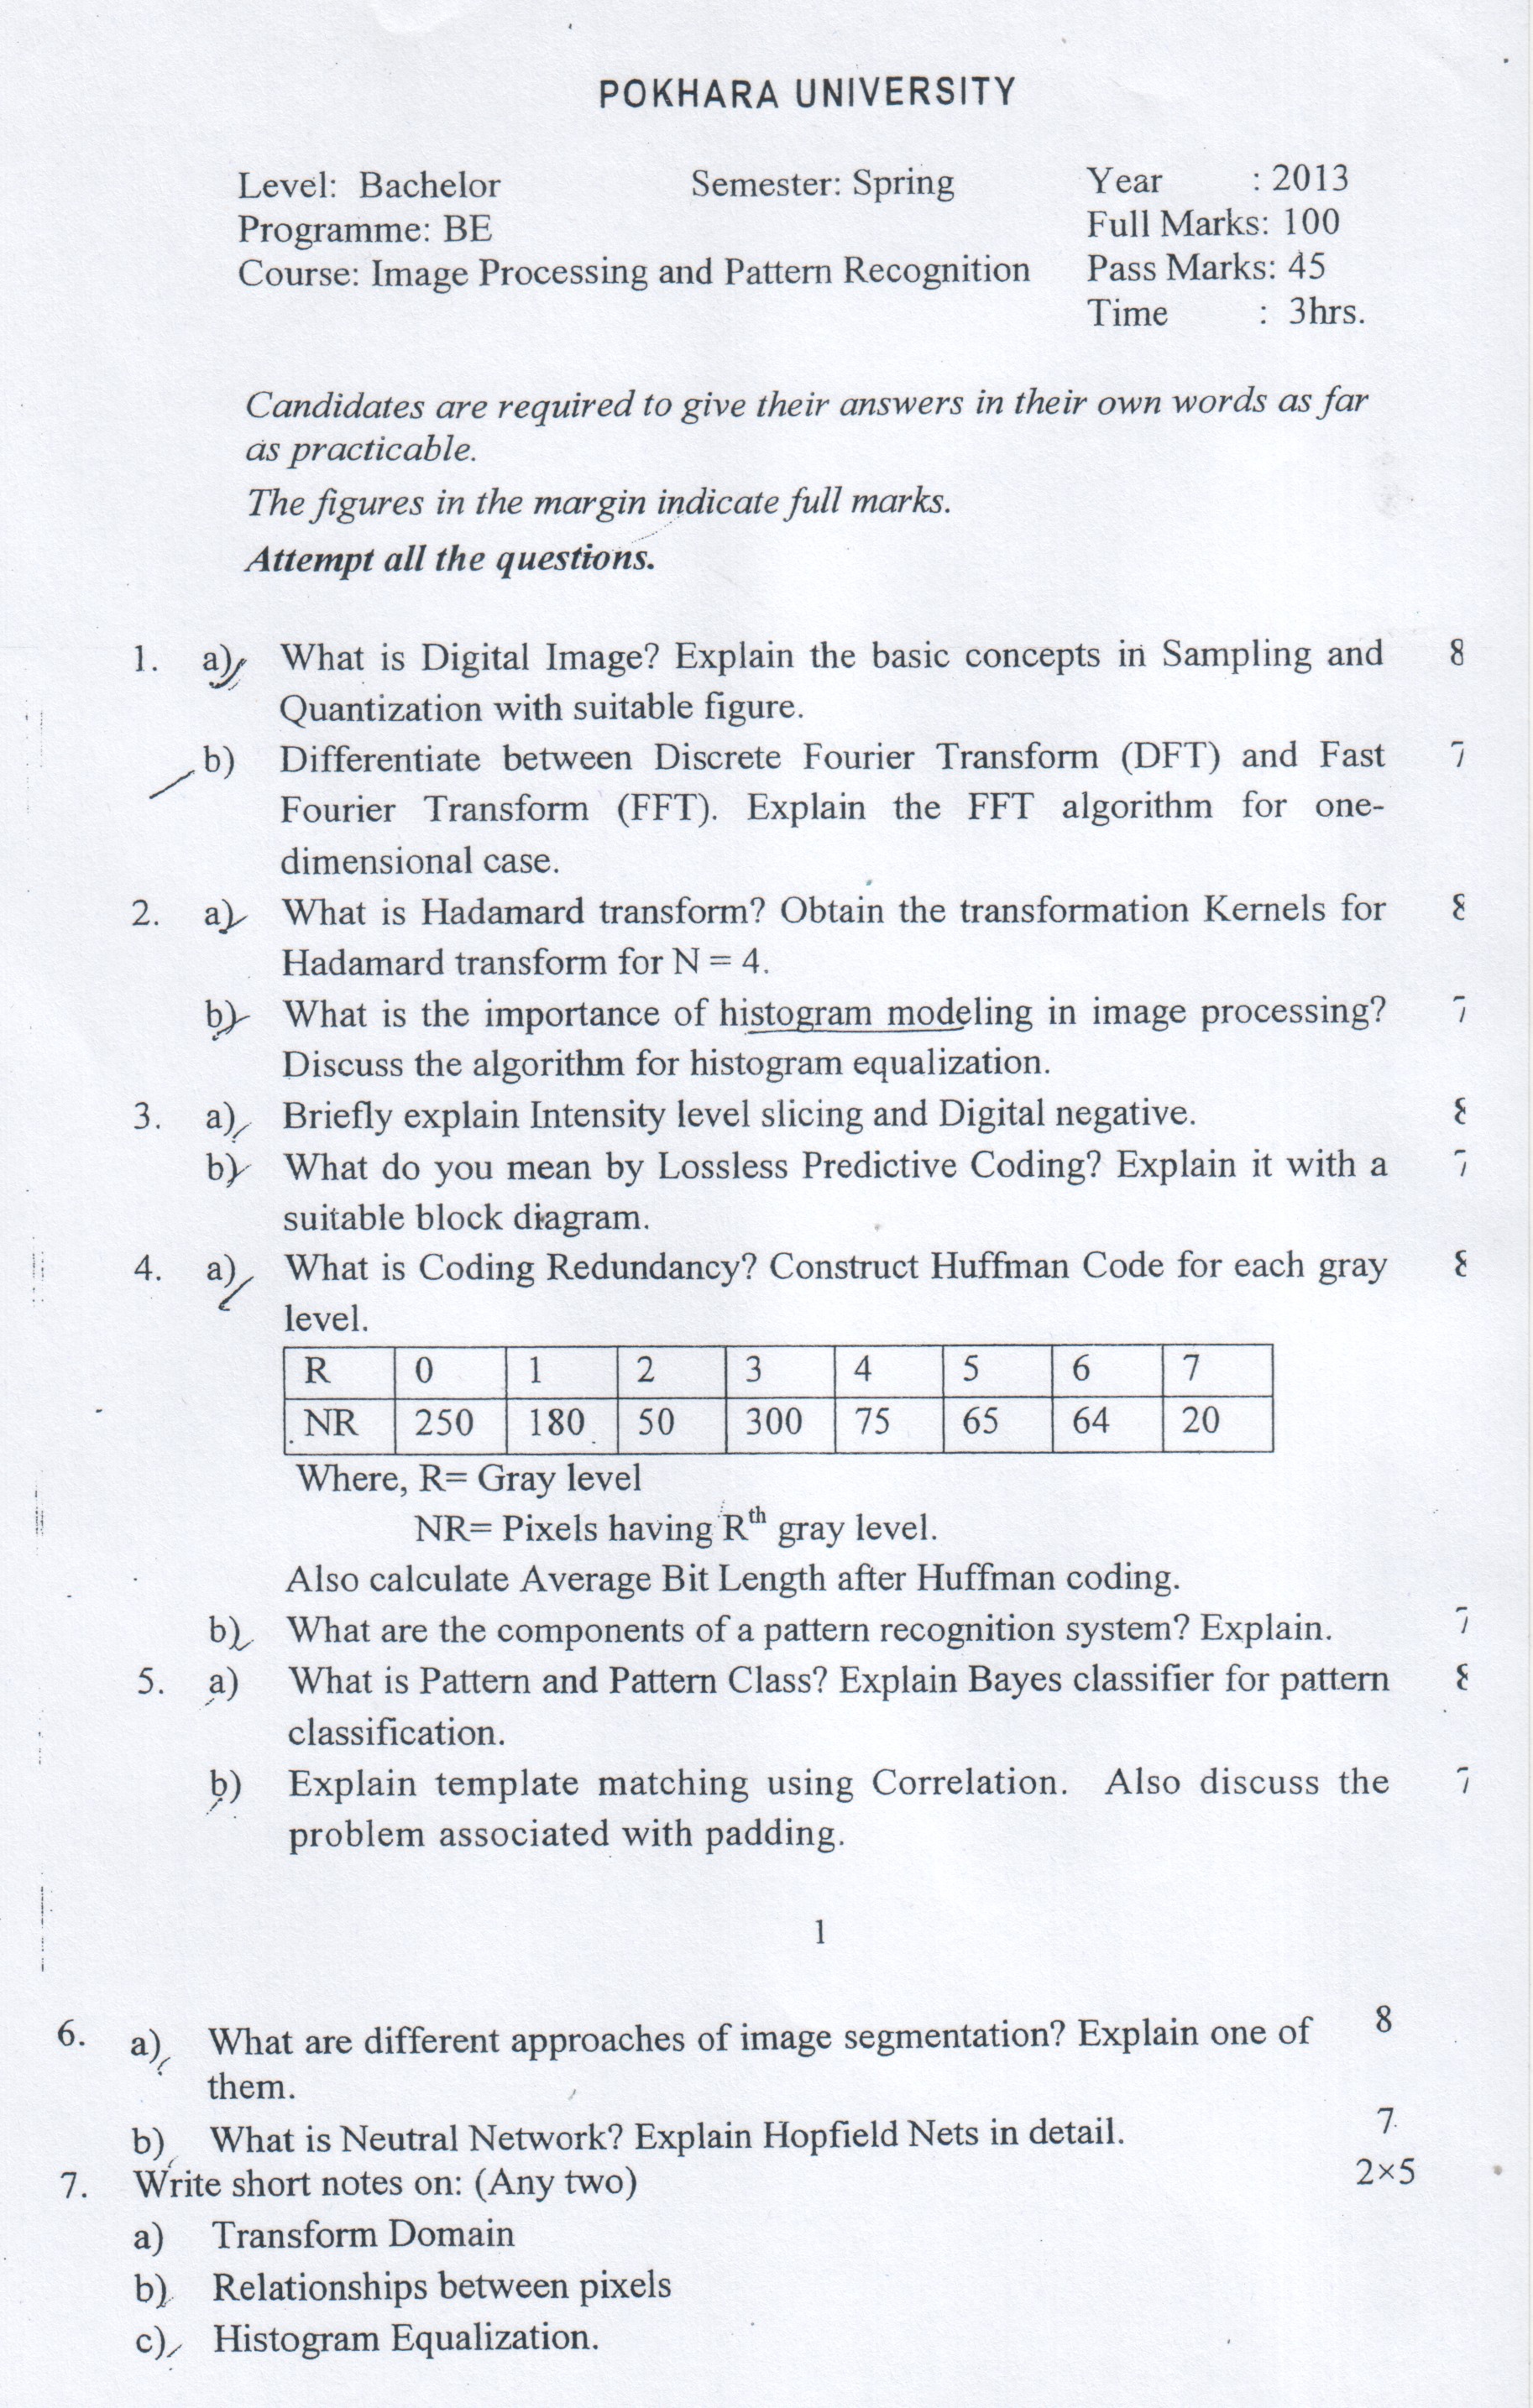 POKHARA UNIVERSITY
Level: Bachelor Semester: Spring Year : 2013
Programme: BE Full Marks: 100
Course: Image Processing and Pattern Recognition Pass Marks: 45
Time : 3hrs.
Candidates are required to give their answers in their own words as far
as practicable.
The figures in the margin indicate full marks.
Attempt all the questions.
1. a) What is Digital Image? Explain the basic concepts in Sampling and 8
Quantization with suitable figure.
b) Differentiate between Discrete Fourier Transform (DFT) and Fast 7
Fourier Transform (FFT). Explain the FFT algorithm for one-
dimensional case.
2. a) What is Hadamard transform? Obtain the transformation Kernels for 8
Hadamard transform for N = 4.
b) What is the importance of histogram modeling in image processing? 7
Discuss the algorithm for histogram equalization.
3. a) Briefly explain Intensity level slicing and Digital negative. 8
b) What do you mean by Lossless Predictive Coding? Explain it with a 7
suitable block diagram.
4. a) What is Coding Redundancy? Construct Huffman Code for each gray 8
level.
R 0 1 2 3 4 5 6 7
NR 250 180 50 300 75 65 64 20
Where, R= Gray level
NR= Pixels having Rth gray level.
Also calculate Average Bit Length after Huffman coding.
b) What are the components of a pattern recognition system? Explain. 7
5. a) What is Pattern and Pattern Class? Explain Bayes classifier for pattern 8
classification.
b) Explain template matching using Correlation. Also discuss the 7
problem associated with padding.
1
6. a) What are different approaches of image segmentation? Explain one of 8
them.
b) What is Neutral Network? Explain Hopfield Nets in detail. 7
7. Write short notes on: (Any two) 2×5
a) Transform Domain
b) Relationships between pixels
c) Histogram Equalization.